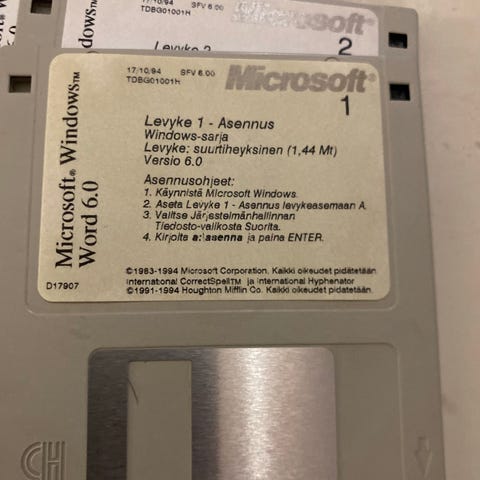 17/10/94 SFV 6.00
TDBG01001H
Microsoft
Levyke 2
2
17/10/94 SFV 6.00
TDBG01001H
Microsoft®
1
Microsoft® Windows™
Word 6.0
Levyke 1 - Asennus
Windows-sarja
Levyke: suurtiheyksinen (1,44 Mt)
Versio 6.0
Asennusohjeet:
1. Käynnistä Microsoft Windows.
2. Aseta Levyke 1 - Asennus levykeasemaan A.
3. Valitse Järjestelmänhallinnan
Tiedosto-valikosta Suorita.
4. Kirjoita a:\asenna ja paina ENTER.
©1983-1994 Microsoft Corporation. Kaikki oikeudet pidätetään.
International CorrectSpell™ ja International Hyphenator
©1991-1994 Houghton Mifflin Co. Kaikki oikeudet pidätetään.
D17907